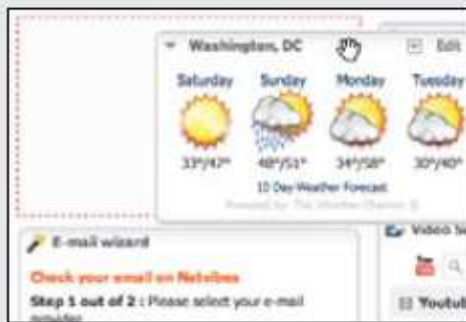 Washington, DC Edit
Saturday Sunday Monday Tuesday
33°/47° 48°/51° 34°/58° 30°/40°
10 Day Weather Forecast
Powered by: The Weather Channel
E-mail wizard
Video Se
Check your email on Netvibes
Step 1 out of 2 : Please select your e-mail
provider
Youtub